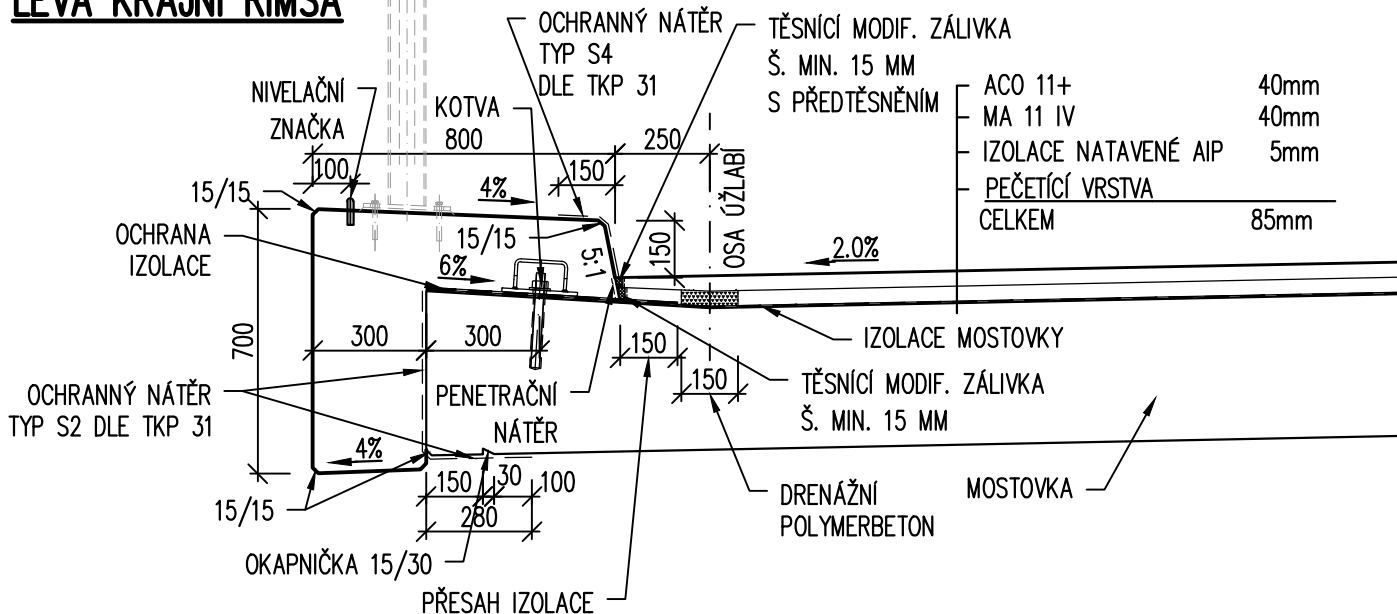 LEVÁ KRAJNÍ ŘÍMSA
OCHRANNÝ NÁTĚR
TYP S4
DLE TKP 31
TĚSNÍCÍ MODIF. ZÁLIVKA
Š. MIN. 15 MM
S PŘEDTĚSNĚNÍM
ACO 11+ 40mm
MA 11 IV 40mm
IZOLACE NATAVENÉ AIP 5mm
PEČETÍCÍ VRSTVA
CELKEM 85mm
NIVELAČNÍ
ZNAČKA
KOTVA
800
250
100
150
OSA ÚŽLABÍ
15/15
4%
15/15
5:1
150
2.0%
OCHRANA
IZOLACE
6%
700
300
300
IZOLACE MOSTOVKY
150
150
OCHRANNÝ NÁTĚR
TYP S2 DLE TKP 31
PENETRAČNÍ
NÁTĚR
TĚSNÍCÍ MODIF. ZÁLIVKA
Š. MIN. 15 MM
4%
15/15
150
30
100
280
DRENÁŽNÍ
POLYMERBETON
MOSTOVKA
OKAPNIČKA 15/30
PŘESAH IZOLACE